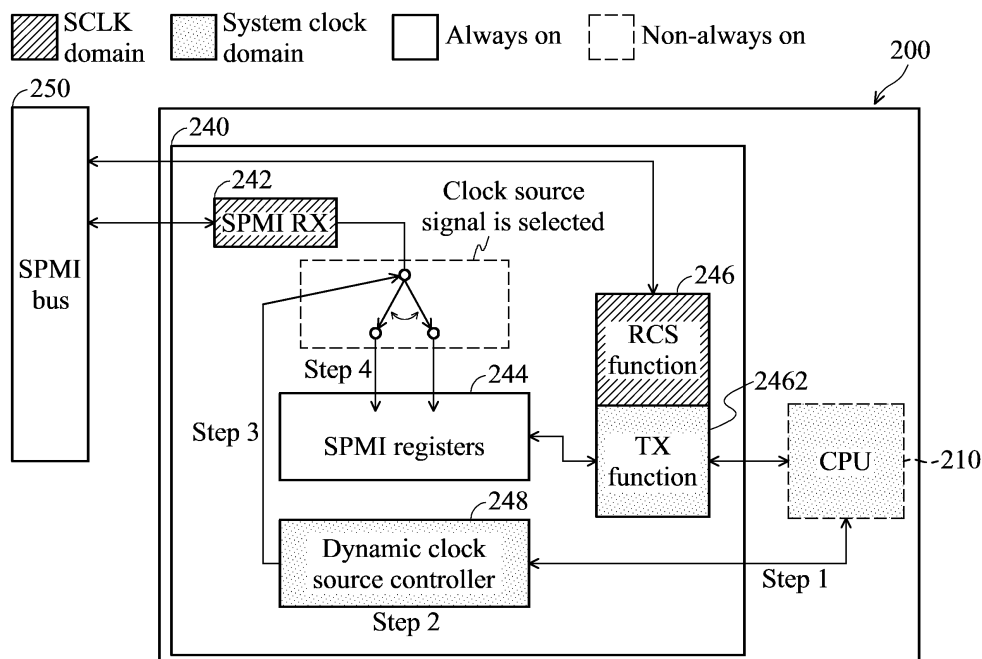 SCLK
domain
System clock
domain
Always on
Non-always on
200
250
240
242
Clock source
signal is selected
SPMI RX
SPMI
bus
246
RCS
function
Step 4
244
2462
Step 3
SPMI registers
TX
function
CPU
210
248
Dynamic clock
source controller
Step 1
Step 2